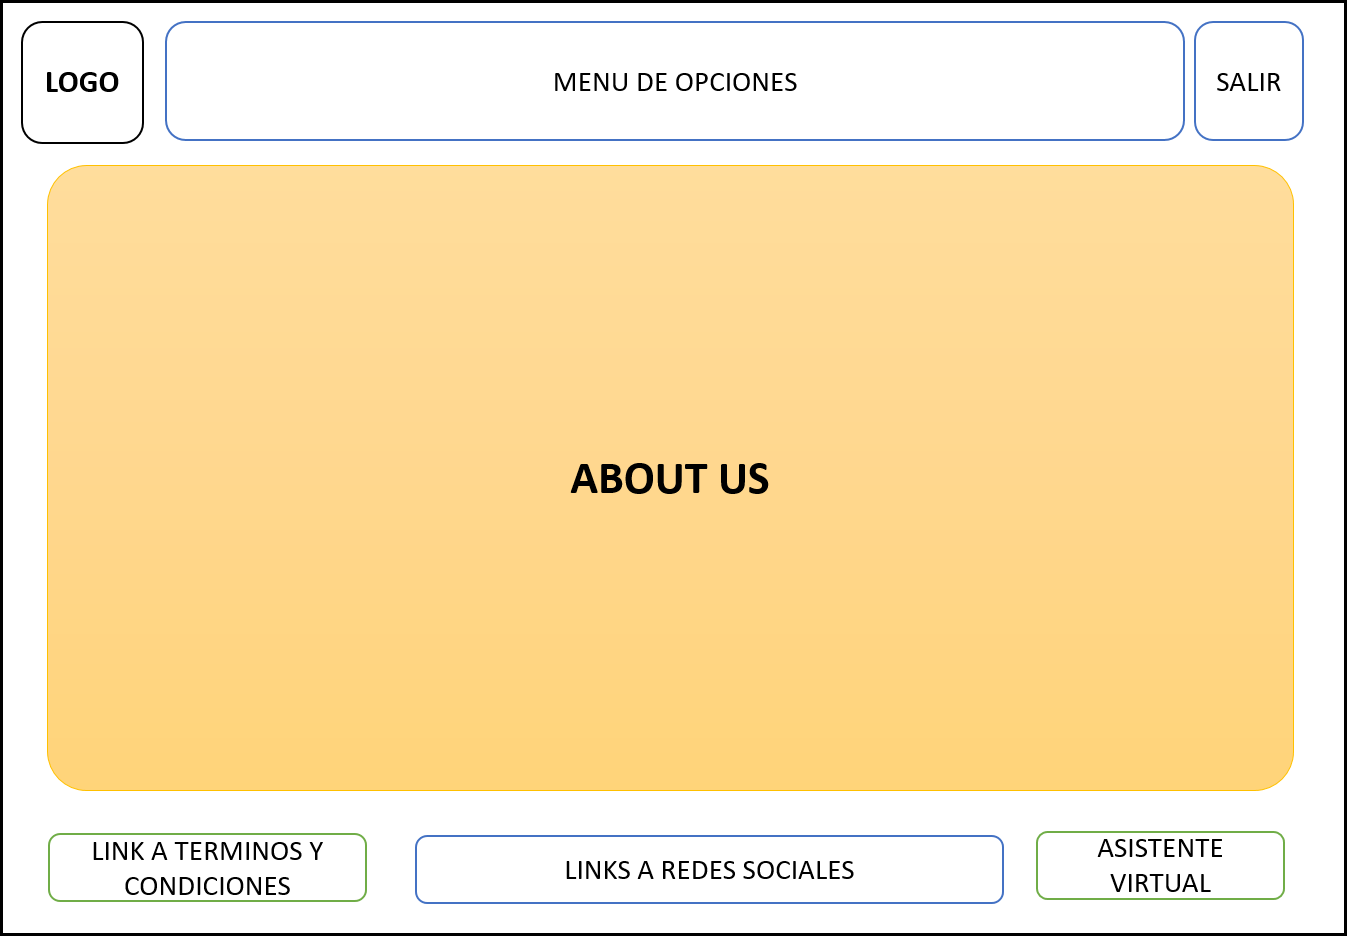 LOGO
MENU DE OPCIONES
SALIR
ABOUT US
LINK A TERMINOS Y
CONDICIONES
LINKS A REDES SOCIALES
ASISTENTE
VIRTUAL